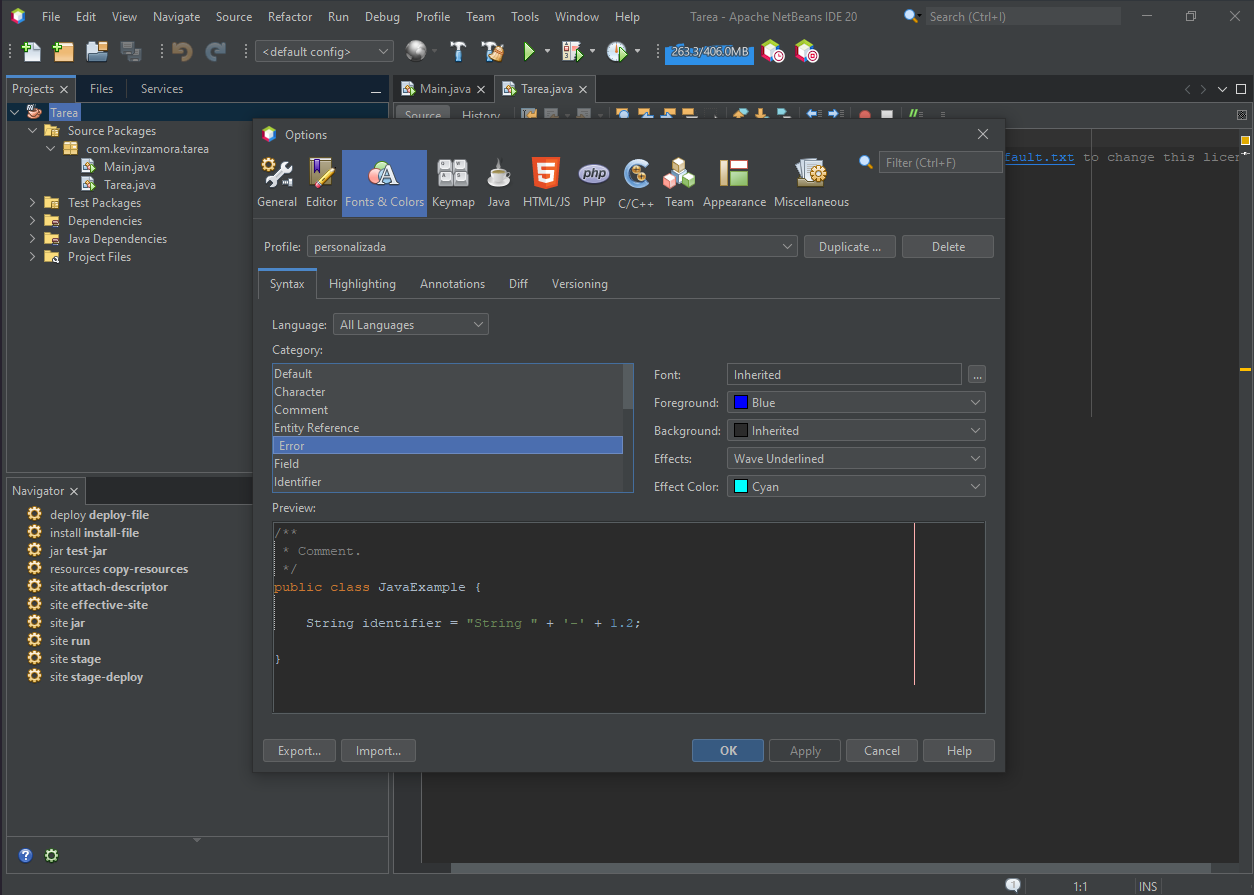 File Edit View Navigate Source Refactor Run Debug Profile Team Tools Window Help Tarea - Apache NetBeans IDE 20 Search (Ctrl+I)
<default config> 263.3/406.0MB
Projects Files Services Main.java Tarea.java
Source History
Tarea
Source Packages
com.kevinzamora.tarea
Main.java
Tarea.java
Test Packages
Dependencies
Java Dependencies
Project Files
fault.txt to change this licen
Options
Filter (Ctrl+F)
General Editor Fonts & Colors Keymap Java HTML/JS PHP C/C++ Team Appearance Miscellaneous
Profile: personalizada Duplicate ... Delete
Syntax Highlighting Annotations Diff Versioning
Language: All Languages
Category:
Default
Character
Comment
Entity Reference
Error
Field
Identifier
Font: Inherited ...
Foreground: Blue
Background: Inherited
Effects: Wave Underlined
Effect Color: Cyan
Preview:
/**
* Comment.
*/
public class JavaExample {
String identifier = "String " + '-' + 1.2;
}
Export... Import... OK Apply Cancel Help
Navigator
deploy deploy-file
install install-file
jar test-jar
resources copy-resources
site attach-descriptor
site effective-site
site jar
site run
site stage
site stage-deploy
1 1:1 INS